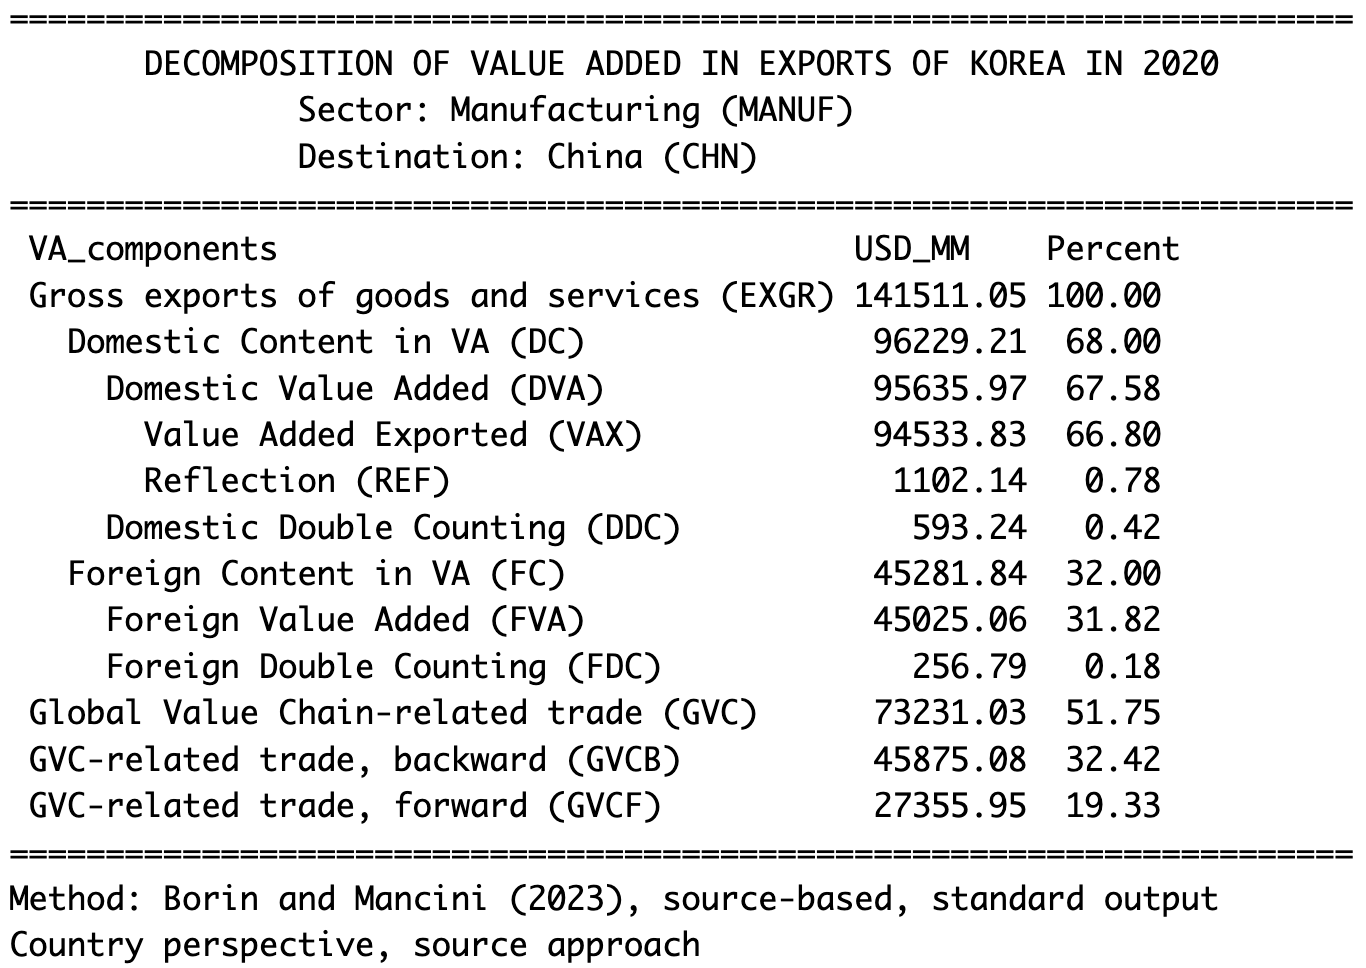 ======================================================================
DECOMPOSITION OF VALUE ADDED IN EXPORTS OF KOREA IN 2020
Sector: Manufacturing (MANUF)
Destination: China (CHN)
======================================================================
VA_components USD_MM Percent
Gross exports of goods and services (EXGR) 141511.05 100.00
Domestic Content in VA (DC) 96229.21 68.00
Domestic Value Added (DVA) 95635.97 67.58
Value Added Exported (VAX) 94533.83 66.80
Reflection (REF) 1102.14 0.78
Domestic Double Counting (DDC) 593.24 0.42
Foreign Content in VA (FC) 45281.84 32.00
Foreign Value Added (FVA) 45025.06 31.82
Foreign Double Counting (FDC) 256.79 0.18
Global Value Chain-related trade (GVC) 73231.03 51.75
GVC-related trade, backward (GVCB) 45875.08 32.42
GVC-related trade, forward (GVCF) 27355.95 19.33
======================================================================
Method: Borin and Mancini (2023), source-based, standard output
Country perspective, source approach